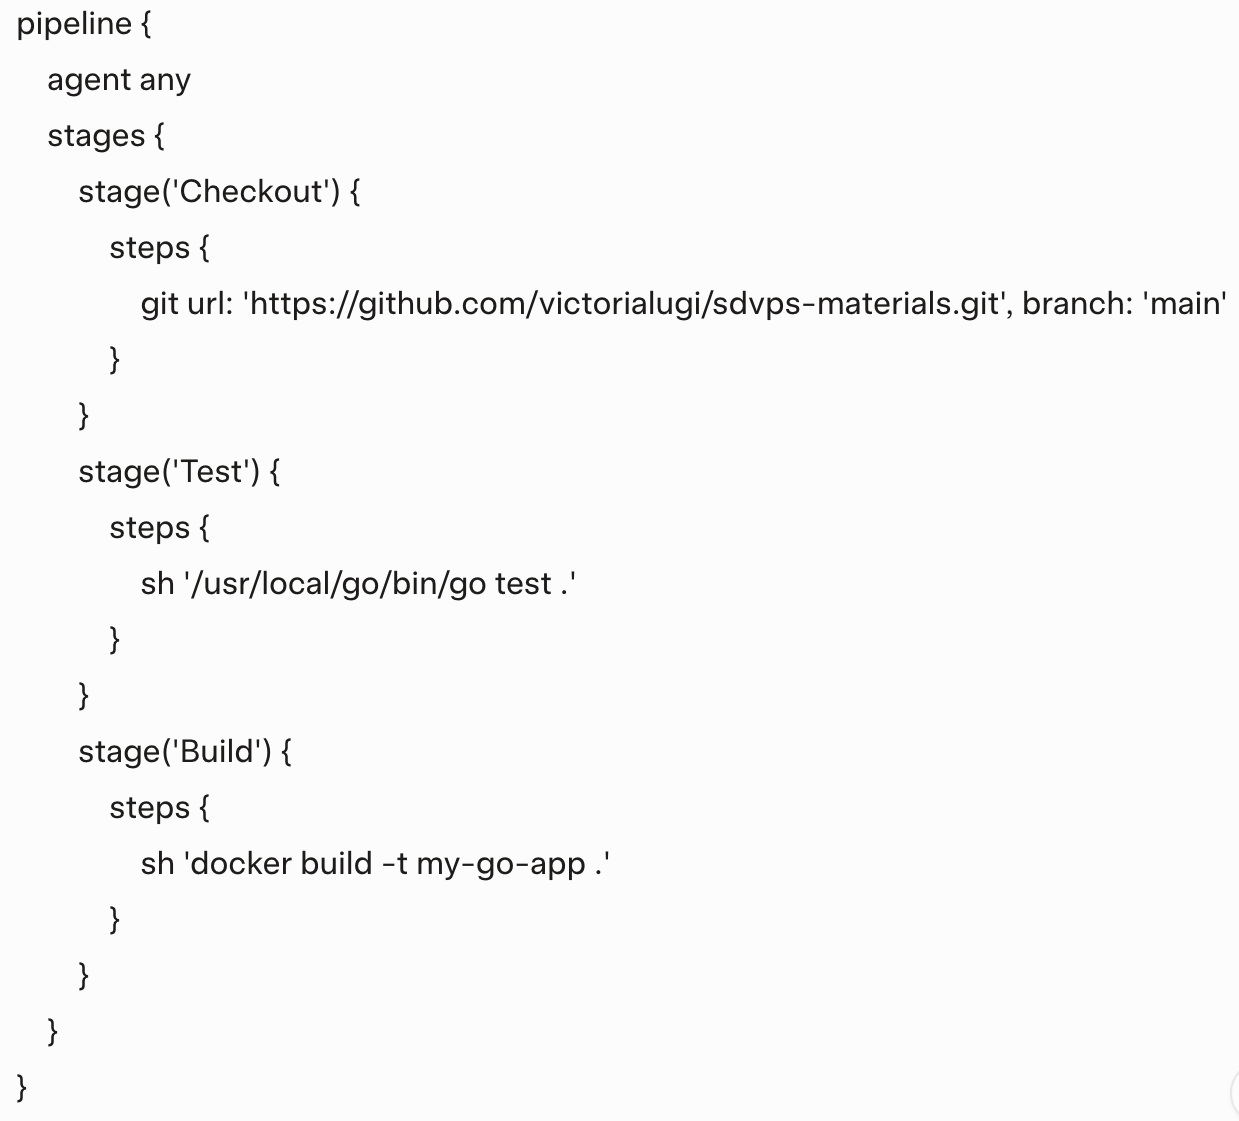 pipeline {
agent any
stages {
stage('Checkout') {
steps {
git url: 'https://github.com/victorialugi/sdvps-materials.git', branch: 'main'
}
}
stage('Test') {
steps {
sh '/usr/local/go/bin/go test .'
}
}
stage('Build') {
steps {
sh 'docker build -t my-go-app .'
}
}
}
}